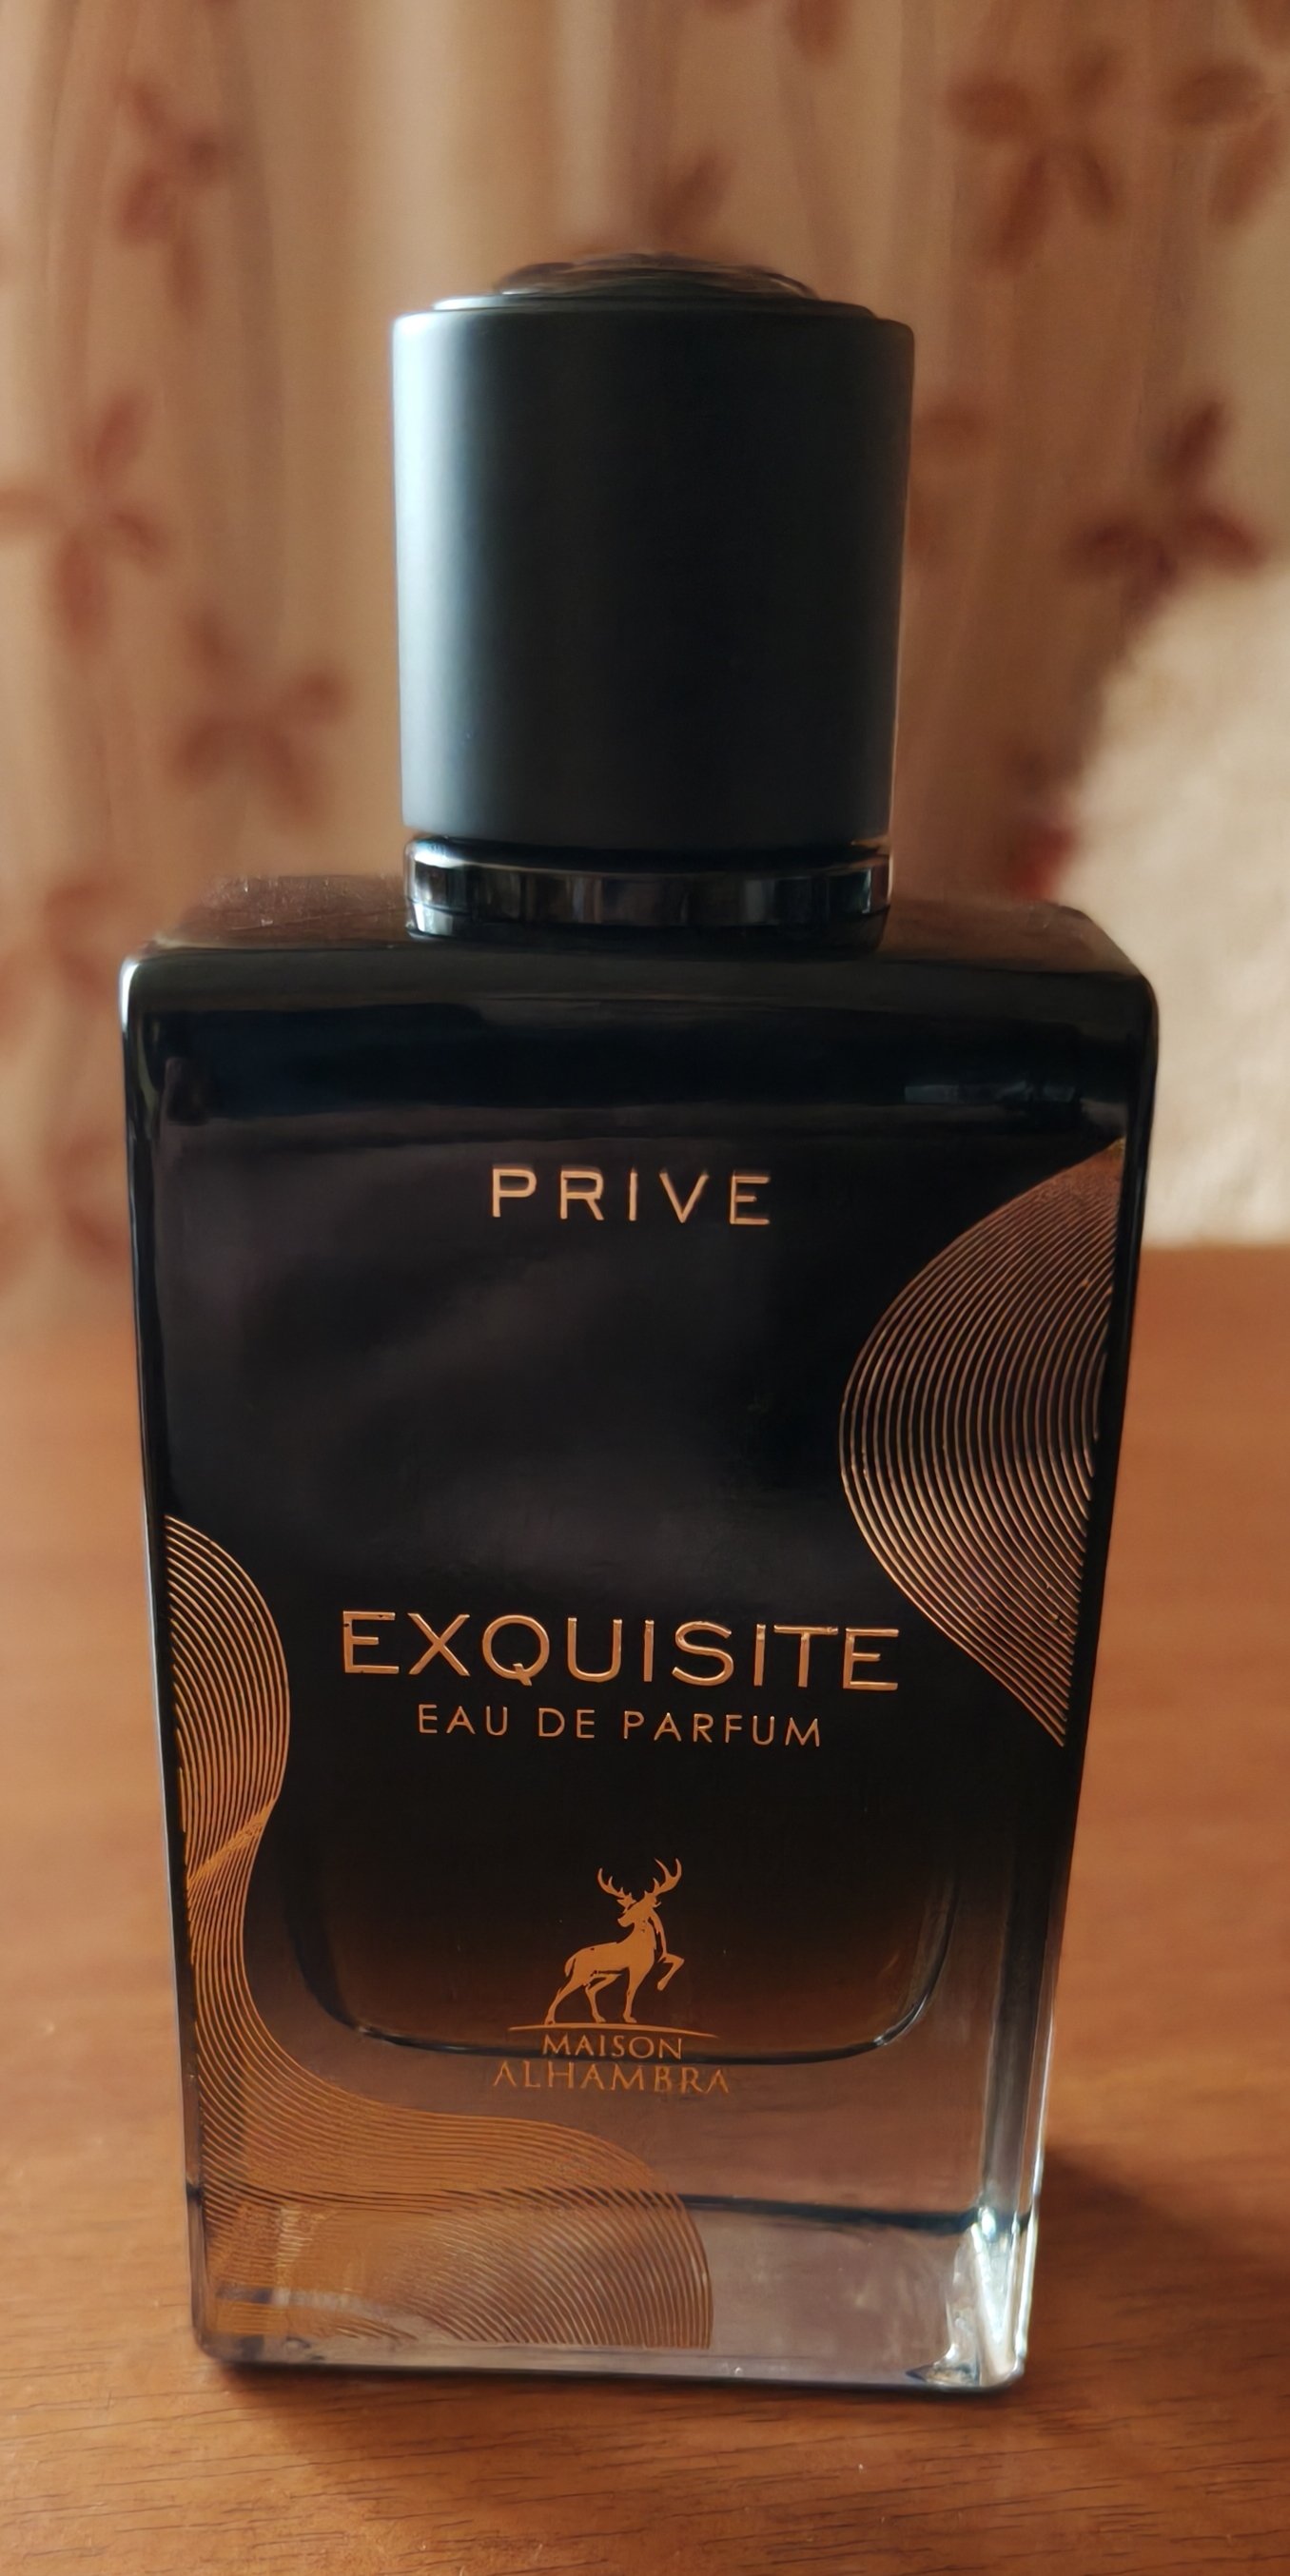 PRIVE
EXQUISITE
EAU DE PARFUM
MAISON
ALHAMBRA